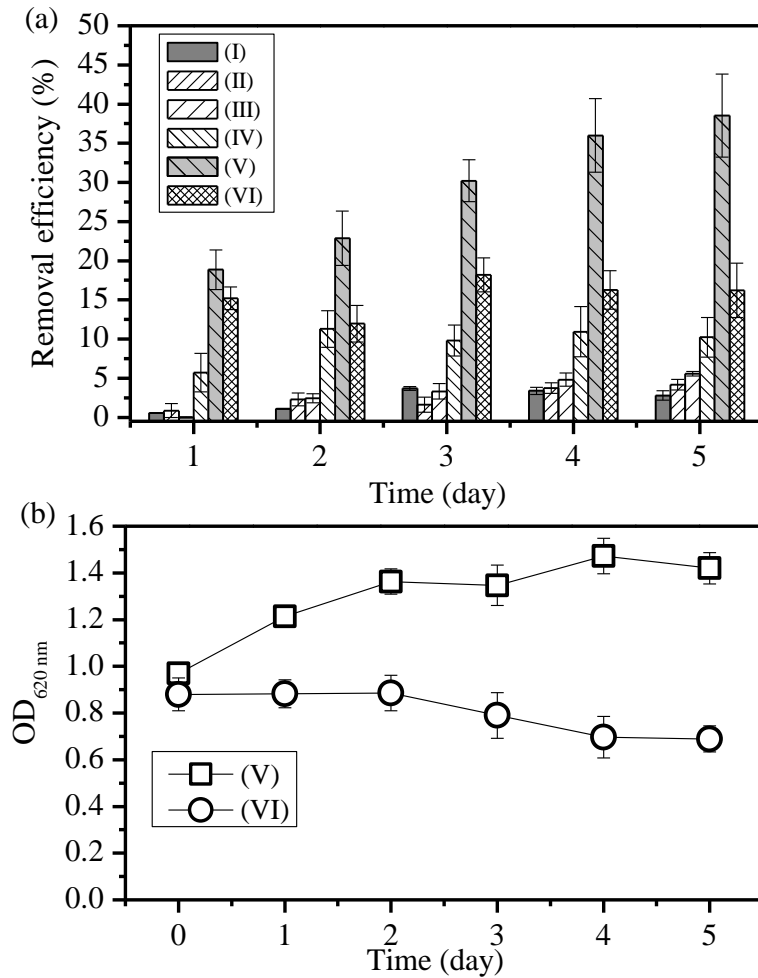 (a)
Removal efficiency (%)
50
45
40
35
30
25
20
15
10
5
0
(I)
(II)
(III)
(IV)
(V)
(VI)
1 2 3 4 5
Time (day)
(b)
OD620 nm
1.6
1.4
1.2
1.0
0.8
0.6
0.4
0.2
0.0
(V)
(VI)
0 1 2 3 4 5
Time (day)